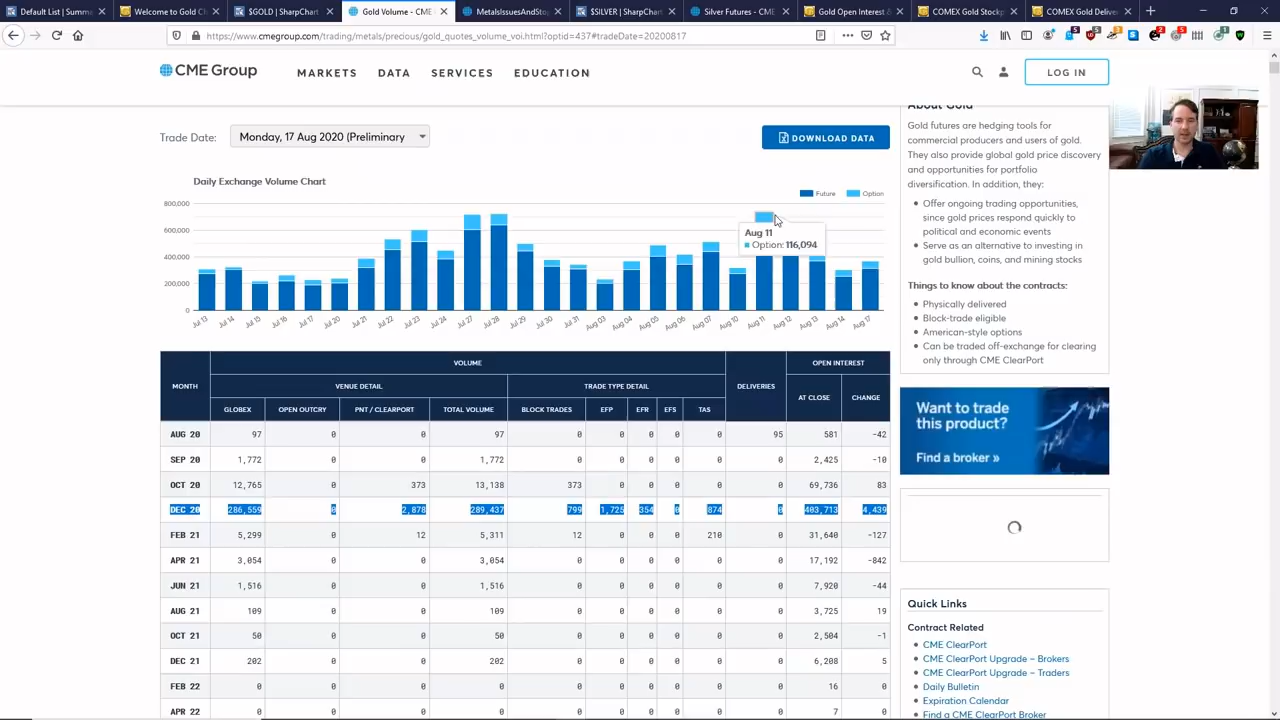 Default List | Summ
Welcome to Gold Cl
$GOLD | SharpChart
Gold Volume - CME
MetalsIssuesAndSto
$SILVER | SharpChar
Silver Futures - CME
Gold Open Interest &
COMEX Gold Stockp
COMEX Gold Deliver
https://www.cmegroup.com/trading/metals/precious/gold_quotes_volume_voi.html?optid=437#tradeDate=20200817
CME Group
MARKETS DATA SERVICES EDUCATION
LOG IN
Trade Date: Monday, 17 Aug 2020 (Preliminary
DOWNLOAD DATA
Daily Exchange Volume Chart
Future Option
800,000
600,000
400,000
200,000
0
Aug 11
Option: 116,094
Jul 13 Jul 14 Jul 15 Jul 16 Jul 17 Jul 20 Jul 21 Jul 22 Jul 23 Jul 24 Jul 27 Jul 28 Jul 29 Jul 30 Jul 31 Aug 03 Aug 04 Aug 05 Aug 06 Aug 07 Aug 10 Aug 11 Aug 12 Aug 13 Aug 14 Aug 17
VOLUME OPEN INTEREST
MONTH VENUE DETAIL TRADE TYPE DETAIL DELIVERIES AT CLOSE CHANGE
GLOBEX OPEN OUTCRY PNT / CLEARPORT TOTAL VOLUME BLOCK TRADES EFP EFR EFS TAS
AUG 20 97 0 0 97 0 0 0 0 0 95 581 -42
SEP 20 1,772 0 0 1,772 0 0 0 0 0 0 2,425 -10
OCT 20 12,765 0 373 13,138 373 0 0 0 0 0 69,736 83
DEC 20 286,559 0 2,878 289,437 799 1,725 354 0 874 0 403,713 4,439
FEB 21 5,299 0 12 5,311 12 0 0 0 210 0 31,640 -127
APR 21 3,054 0 0 3,054 0 0 0 0 0 0 17,192 -842
JUN 21 1,516 0 0 1,516 0 0 0 0 0 0 7,920 -44
AUG 21 109 0 0 109 0 0 0 0 0 0 3,725 19
OCT 21 50 0 0 50 0 0 0 0 0 0 2,504 -1
DEC 21 202 0 0 202 0 0 0 0 0 0 6,208 5
FEB 22 0 0 0 0 0 0 0 0 0 0 16 0
APR 22 0 0 0 0 0 0 0 0 0 0 7 0
About Gold
Gold futures are hedging tools for
commercial producers and users of gold.
They also provide global gold price discovery
and opportunities for portfolio
diversification. In addition, they:
Offer ongoing trading opportunities,
since gold prices respond quickly to
political and economic events
Serve as an alternative to investing in
gold bullion, coins, and mining stocks
Things to know about the contracts:
Physically delivered
Block-trade eligible
American-style options
Can be traded off-exchange for clearing
only through CME ClearPort
Want to trade
this product?
Find a broker »
Quick Links
Contract Related
CME ClearPort
CME ClearPort Upgrade – Brokers
CME ClearPort Upgrade – Traders
Daily Bulletin
Expiration Calendar
Find a CME ClearPort Broker